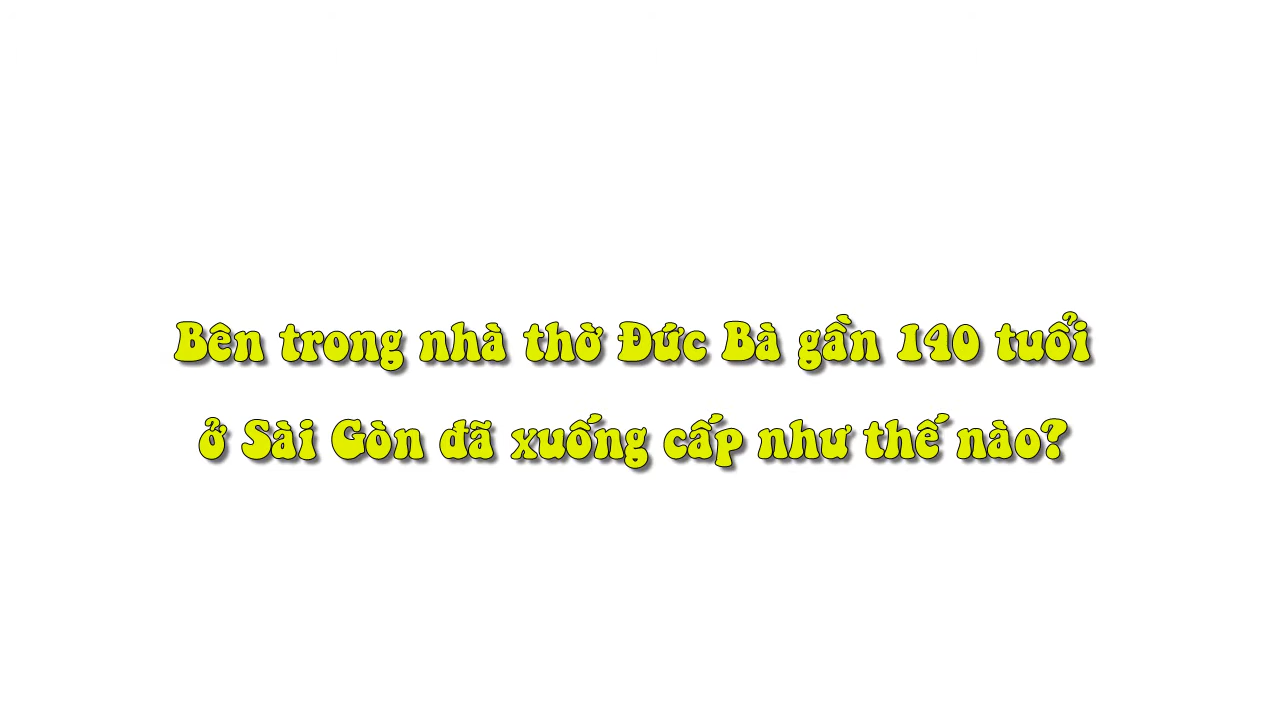 Bên trong nhà thờ Đức Bà gần 140 tuổi
ở Sài Gòn đã xuống cấp như thế nào?